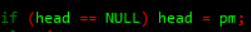 if (head == NULL) head = pm;